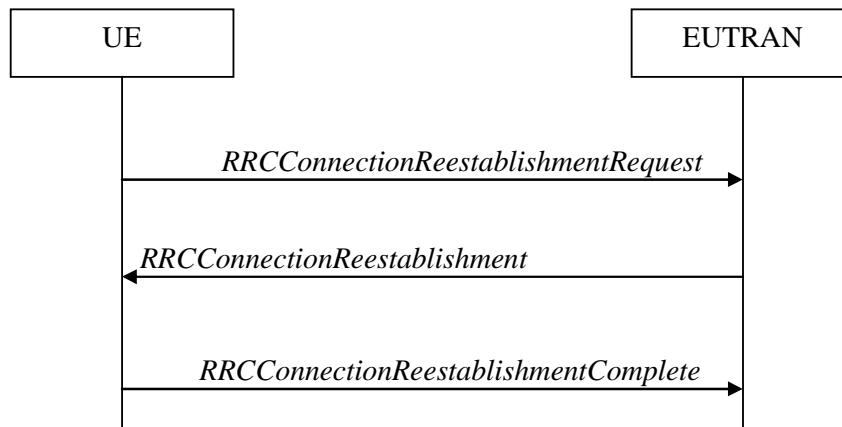 UE
EUTRAN
RRCConnectionReestablishmentRequest
RRCConnectionReestablishment
RRCConnectionReestablishmentComplete